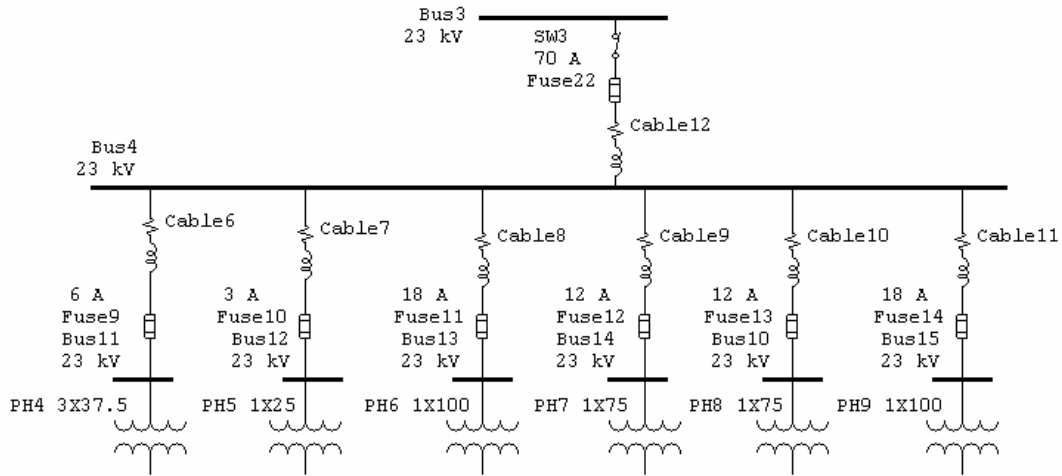 Bus3
23 kV
SW3
70 A
Fuse22
Cable12
Bus4
23 kV
Cable6
Cable7
Cable8
Cable9
Cable10
Cable11
6 A
Fuse9
Bus11
23 kV
3 A
Fuse10
Bus12
23 kV
18 A
Fuse11
Bus13
23 kV
12 A
Fuse12
Bus14
23 kV
12 A
Fuse13
Bus10
23 kV
18 A
Fuse14
Bus15
23 kV
PH4 3X37.5
PH5 1X25
PH6 1X100
PH7 1X75
PH8 1X75
PH9 1X100